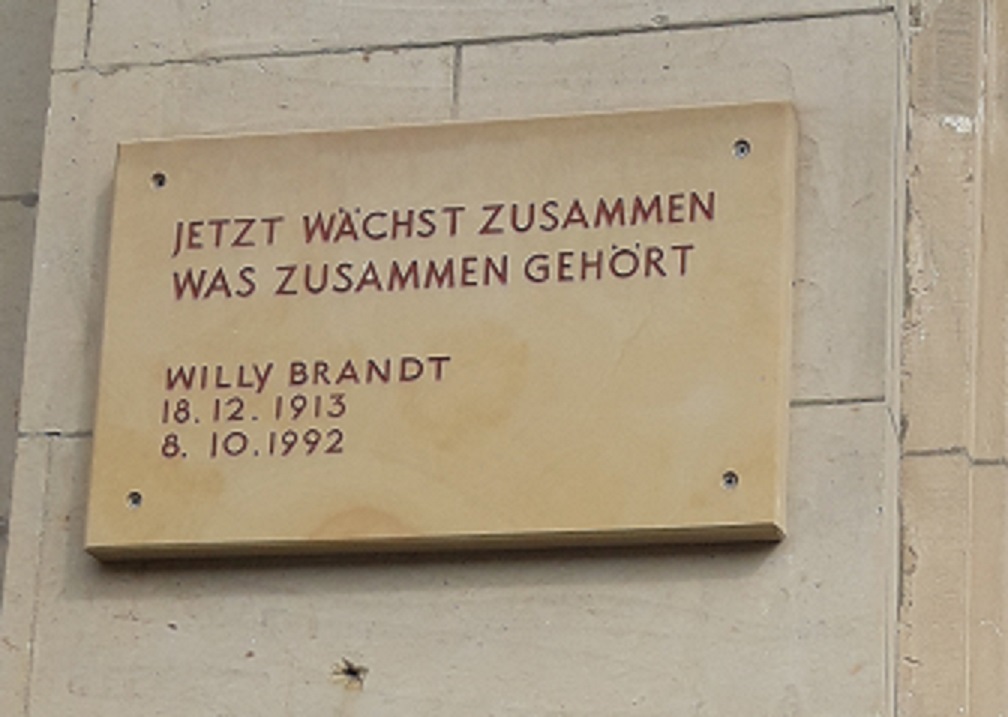 JETZT WÄCHST ZUSAMMEN
WAS ZUSAMMEN GEHÖRT
WILLY BRANDT
18. 12. 1913
8. 10. 1992